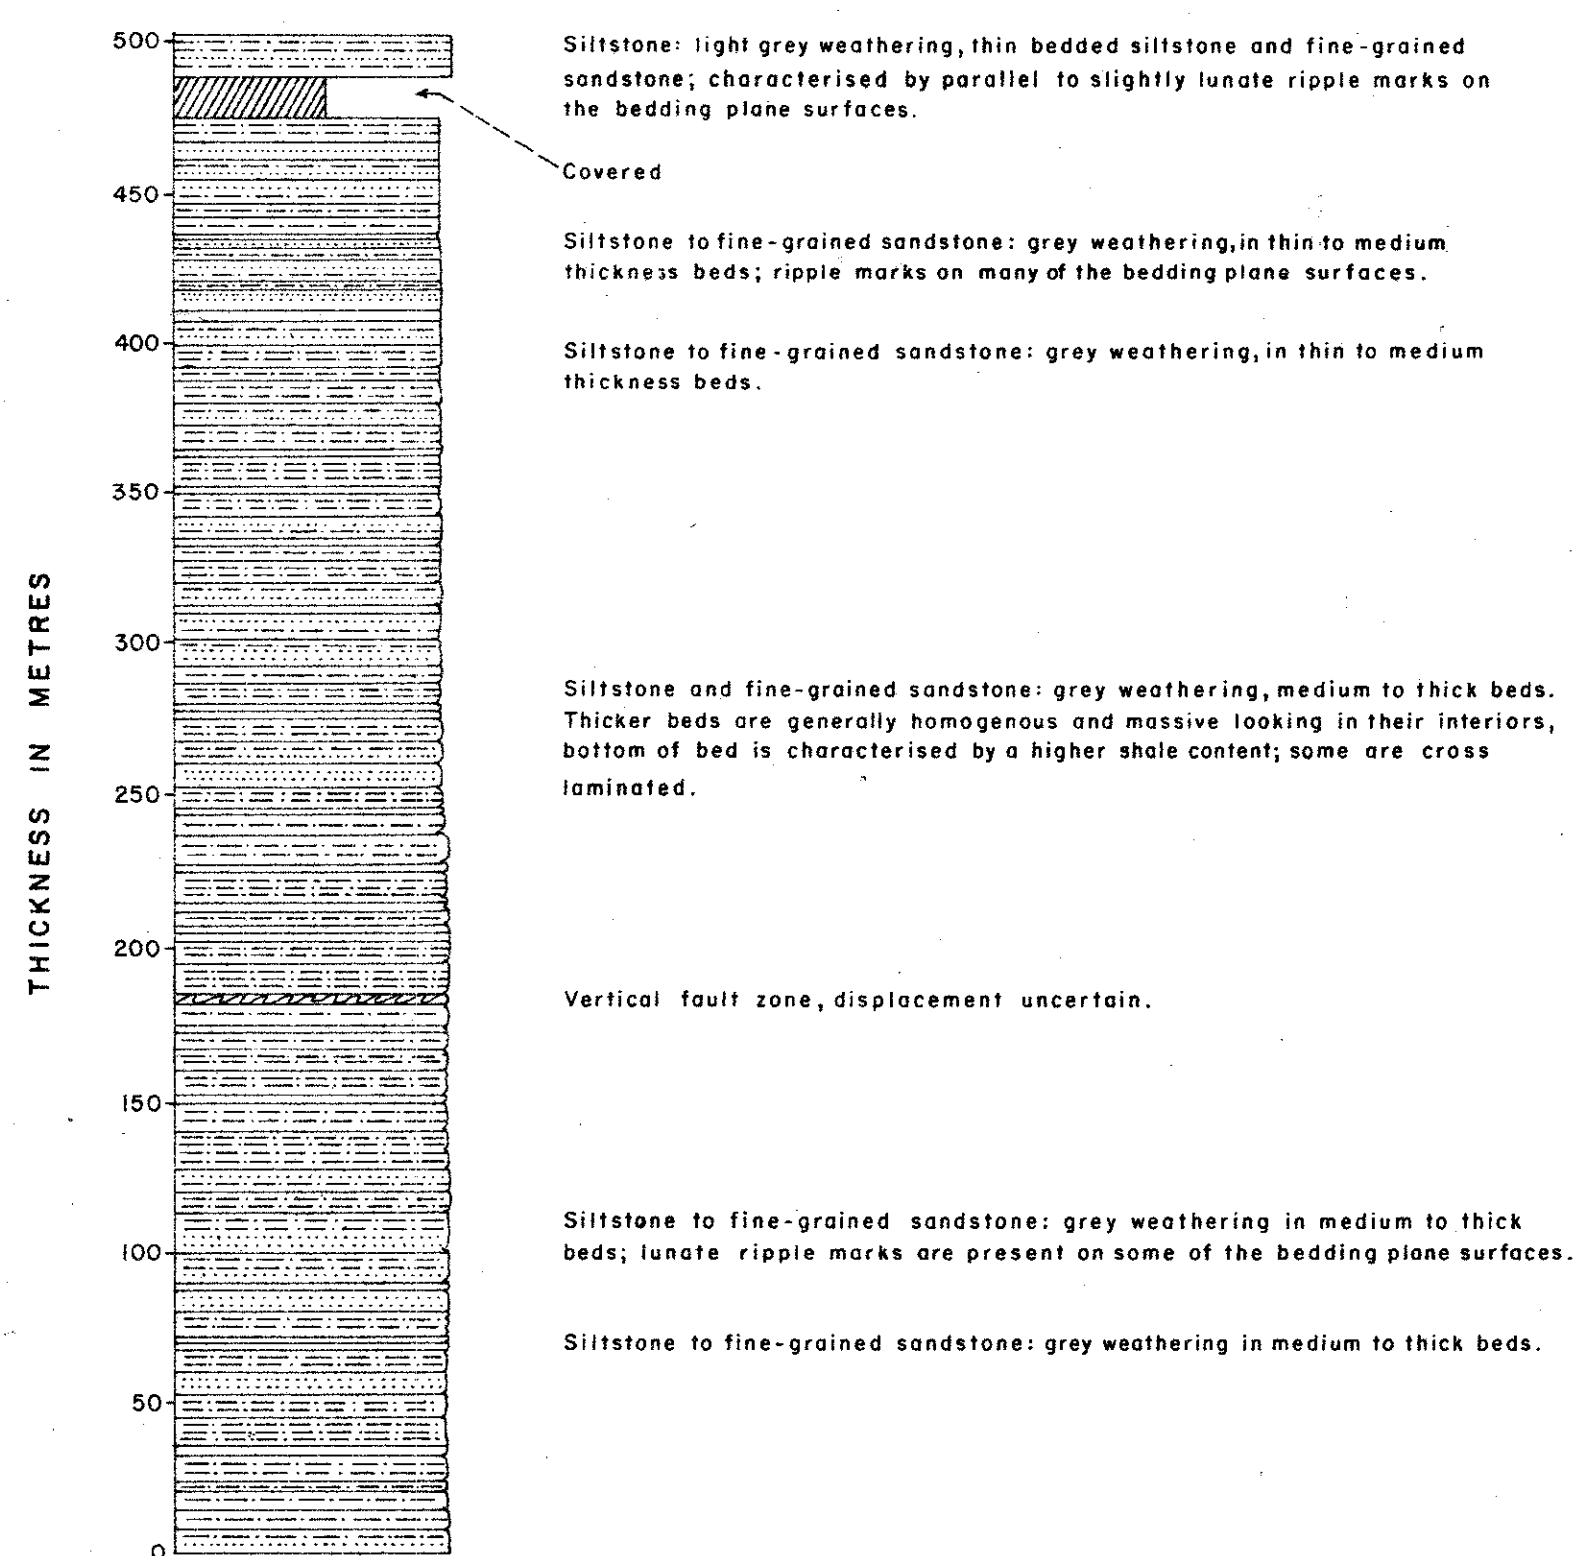 500
Siltstone: light grey weathering, thin bedded siltstone and fine-grained
sandstone; characterised by parallel to slightly lunate ripple marks on
the bedding plane surfaces.
Covered
450
Siltstone to fine-grained sandstone: grey weathering, in thin to medium
thickness beds; ripple marks on many of the bedding plane surfaces.
400
Siltstone to fine-grained sandstone: grey weathering, in thin to medium
thickness beds.
350
THICKNESS IN METRES
300
Siltstone and fine-grained sandstone: grey weathering, medium to thick beds.
Thicker beds are generally homogenous and massive looking in their interiors,
bottom of bed is characterised by a higher shale content; some are cross
laminated.
250
200
Vertical fault zone, displacement uncertain.
150
Siltstone to fine-grained sandstone: grey weathering in medium to thick
beds; lunate ripple marks are present on some of the bedding plane surfaces.
100
Siltstone to fine-grained sandstone: grey weathering in medium to thick beds.
50
0